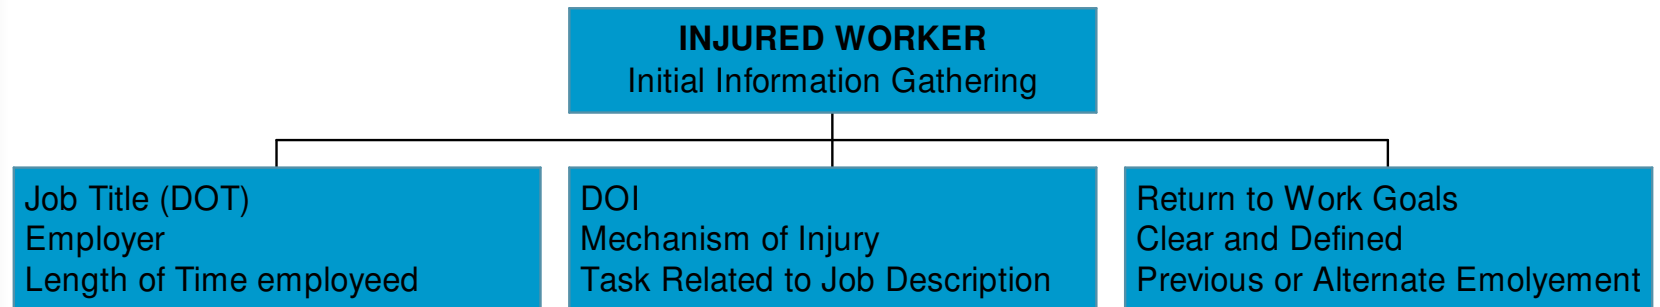 INJURED WORKER
Initial Information Gathering
Job Title (DOT)
Employer
Length of Time employeed
DOI
Mechanism of Injury
Task Related to Job Description
Return to Work Goals
Clear and Defined
Previous or Alternate Emolyement